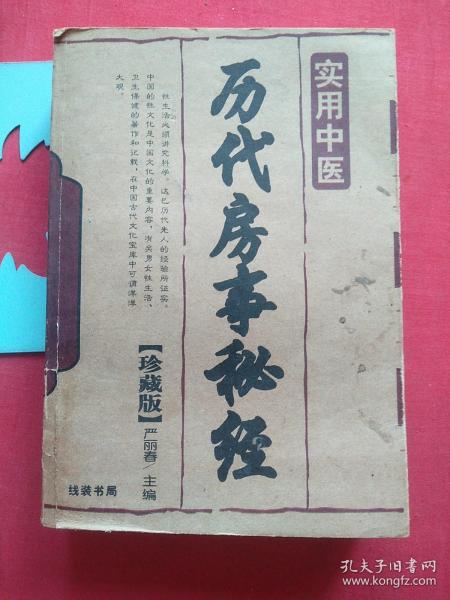 实用中医
历代房事秘经
性生活必须讲究科学。这已历代先人的经验所证实。
中国的性文化是中国文化的重要内容，有关男女性生活、
卫生保健的著作和记载，在中国古代文化宝库中可谓洋洋
大观。
【珍藏版】
严丽春／主编
线装书局
孔夫子旧书网
www.kongfz.com